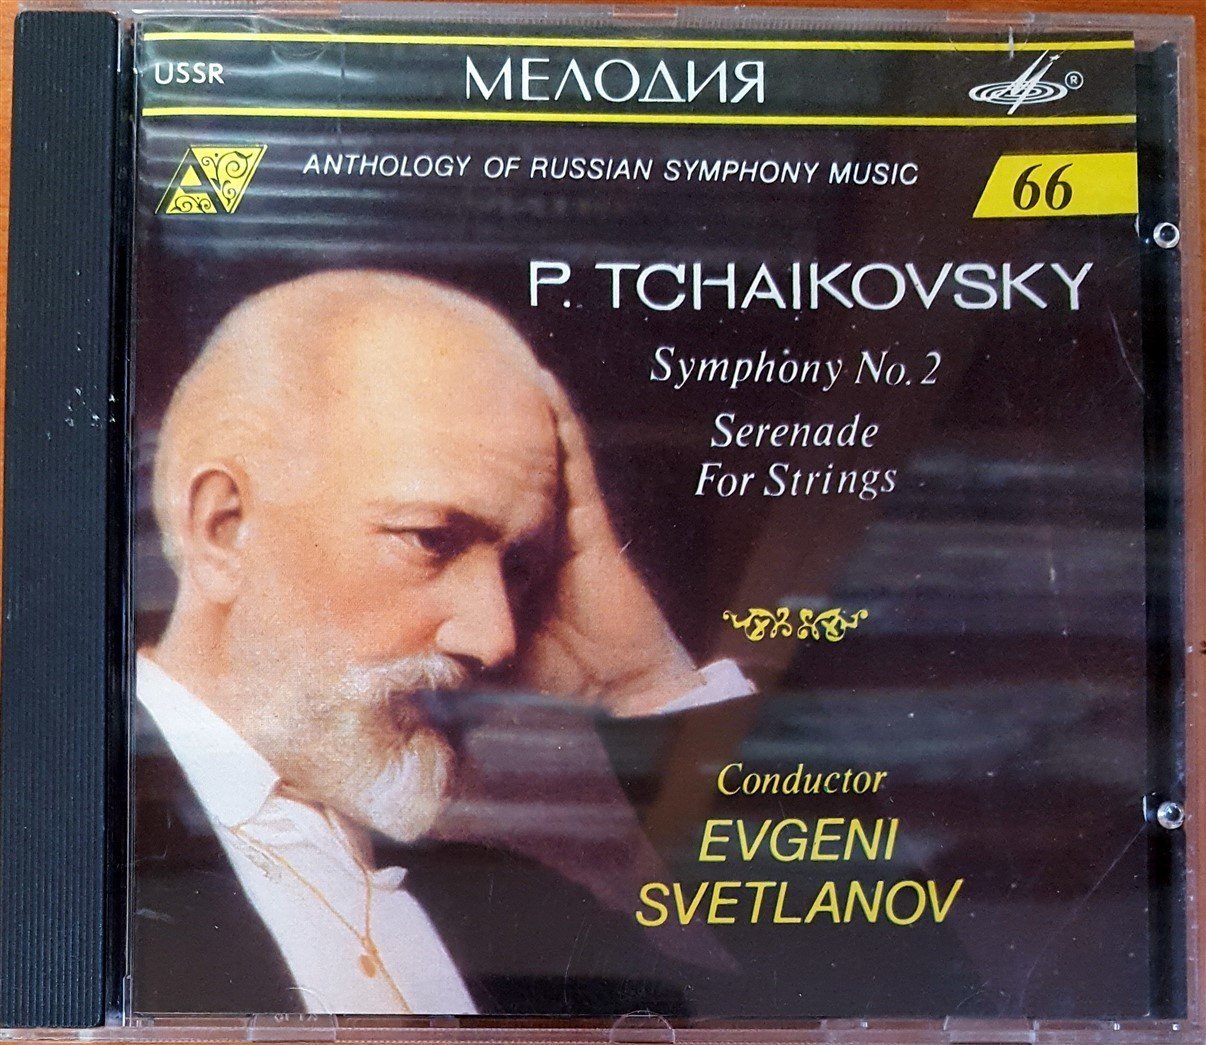 USSR
МЕЛОДИЯ
®
A
ANTHOLOGY OF RUSSIAN SYMPHONY MUSIC
66
P. TCHAIKOVSKY
Symphony No. 2
Serenade
For Strings
Conductor
EVGENI
SVETLANOV